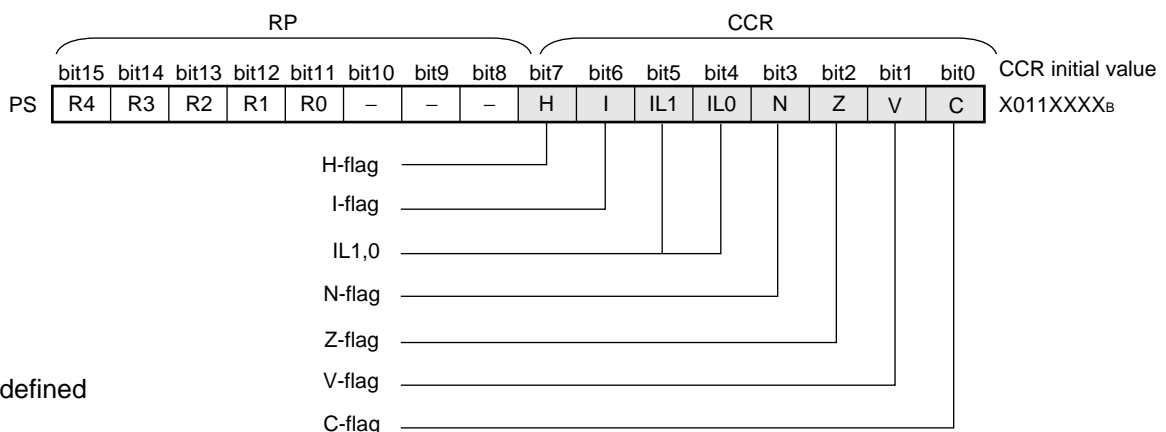 RP CCR
bit15 bit14 bit13 bit12 bit11 bit10 bit9 bit8 bit7 bit6 bit5 bit4 bit3 bit2 bit1 bit0 CCR initial value
PS R4 R3 R2 R1 R0 – – – H I IL1 IL0 N Z V C X011XXXXB
H-flag
I-flag
IL1,0
N-flag
Z-flag
V-flag
defined
C-flag